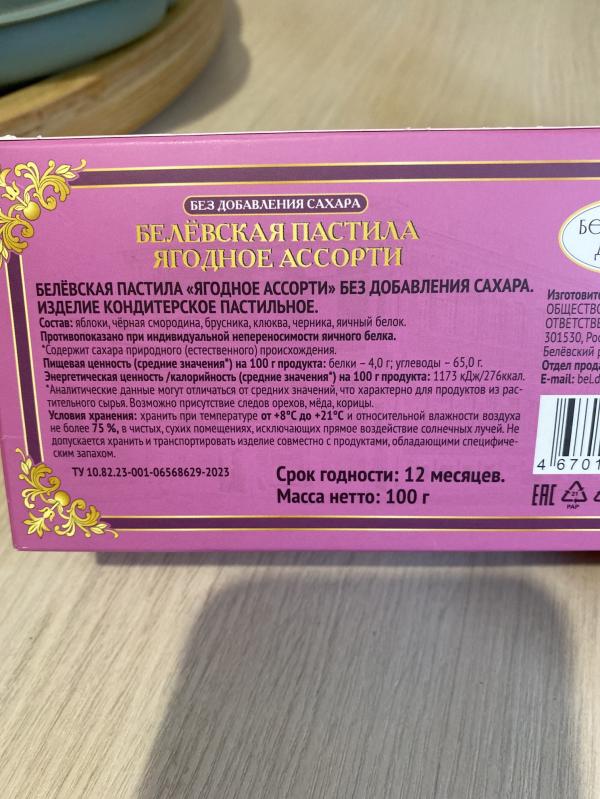 БЕЗ ДОБАВЛЕНИЯ САХАРА
БЕЛЁВСКАЯ ПАСТИЛА
ЯГОДНОЕ АССОРТИ
БЕЛЁВСКАЯ ПАСТИЛА «ЯГОДНОЕ АССОРТИ» БЕЗ ДОБАВЛЕНИЯ САХАРА.
ИЗДЕЛИЕ КОНДИТЕРСКОЕ ПАСТИЛЬНОЕ.
Состав: яблоки, чёрная смородина, брусника, клюква, черника, яичный белок.
Противопоказано при индивидуальной непереносимости яичного белка.
*Содержит сахара природного (естественного) происхождения.
Пищевая ценность (средние значения*) на 100 г продукта: белки – 4,0 г; углеводы – 65,0 г.
Энергетическая ценность /калорийность (средние значения*) на 100 г продукта: 1173 кДж/276ккал.
*Аналитические данные могут отличаться от средних значений, что характерно для продуктов из рас-
тительного сырья. Возможно присутствие следов орехов, мёда, корицы.
Условия хранения: хранить при температуре от +8°С до +21°С и относительной влажности воздуха
не более 75 %, в чистых, сухих помещениях, исключающих прямое воздействие солнечных лучей. Не
допускается хранить и транспортировать изделие совместно с продуктами, обладающими специфичес-
ким запахом.
ТУ 10.82.23-001-06568629-2023
Срок годности: 12 месяцев.
Масса нетто: 100 г
Изготовите
ОБЩЕСТВО
ОТВЕТСТВЕ
301530, Рос
Белёвский р
Отдел прода
E-mail: bel.d
4 6701
EAC
21
PAP